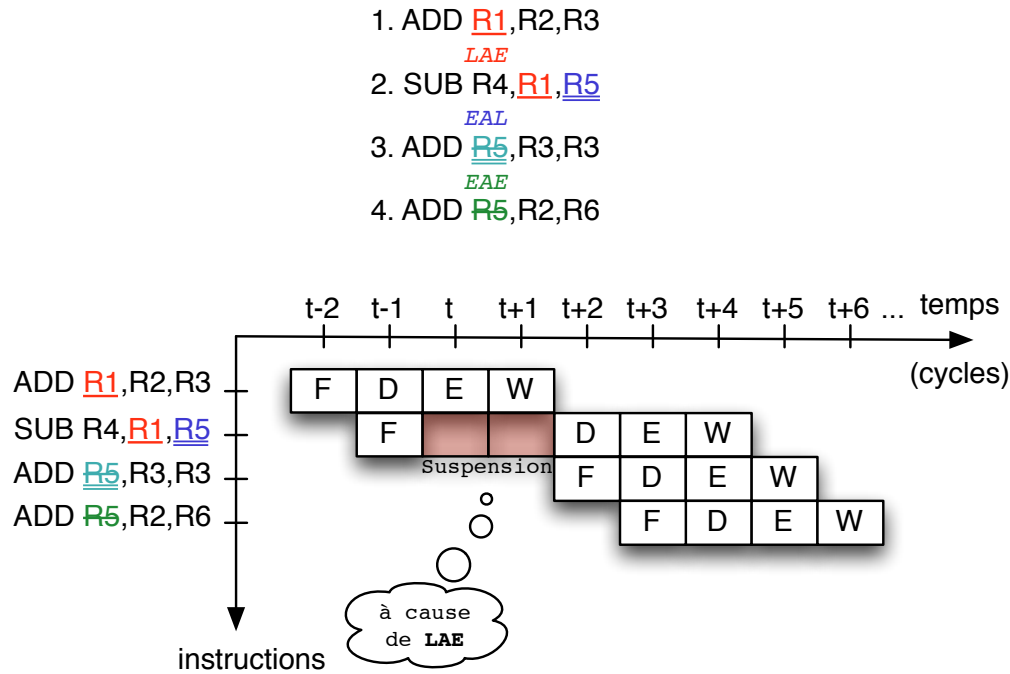 1. ADD R1,R2,R3
LAE
2. SUB R4,R1,R5
EAL
3. ADD R5,R3,R3
EAE
4. ADD R5,R2,R6
t-2 t-1 t t+1 t+2 t+3 t+4 t+5 t+6 ... temps
(cycles)
ADD R1,R2,R3 F D E W
SUB R4,R1,R5 F D E W
Suspension
ADD R5,R3,R3 F D E W
ADD R5,R2,R6 F D E W
à cause
de LAE
instructions